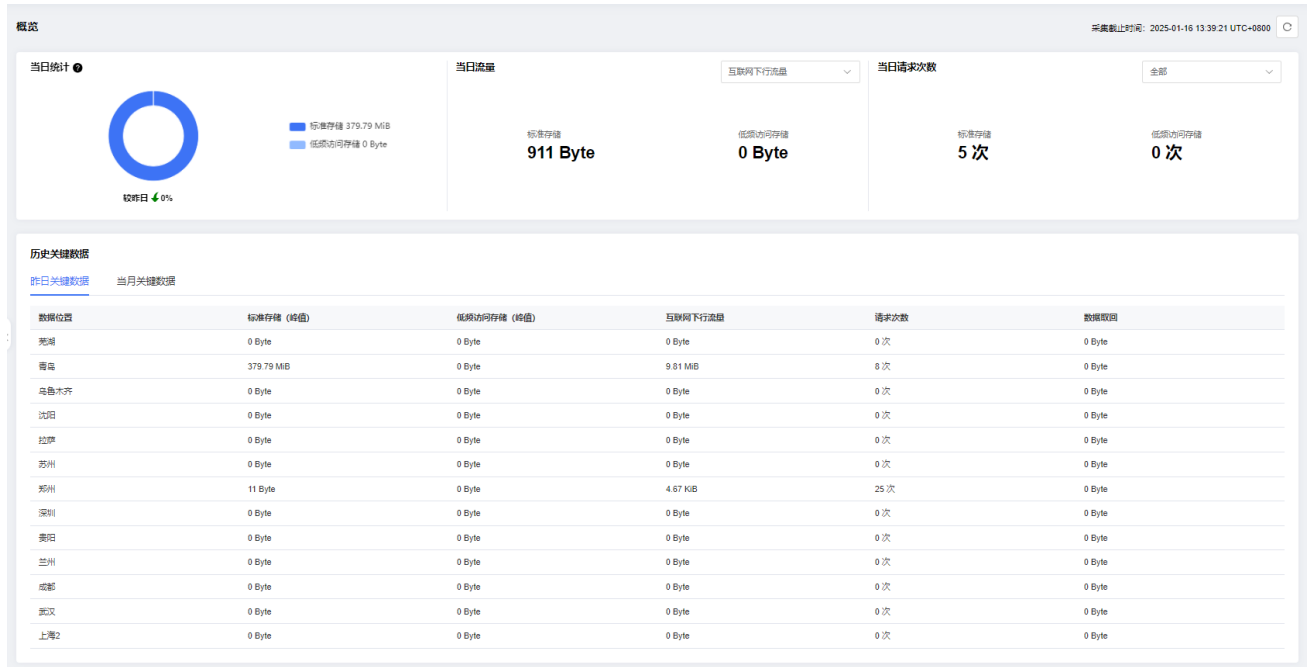 概览
采集截止时间：2025-01-16 13:39:21 UTC+0800
当日统计
标准存储 379.79 MiB
低频访问存储 0 Byte
较昨日 0%
当日流量
互联网下行流量
标准存储
911 Byte
低频访问存储
0 Byte
当日请求次数
全部
标准存储
5 次
低频访问存储
0 次
历史关键数据
昨日关键数据 当月关键数据
数据位置 标准存储（峰值） 低频访问存储（峰值） 互联网下行流量 请求次数 数据取回
芜湖 0 Byte 0 Byte 0 Byte 0 次 0 Byte
青岛 379.79 MiB 0 Byte 9.81 MiB 8 次 0 Byte
乌鲁木齐 0 Byte 0 Byte 0 Byte 0 次 0 Byte
沈阳 0 Byte 0 Byte 0 Byte 0 次 0 Byte
拉萨 0 Byte 0 Byte 0 Byte 0 次 0 Byte
苏州 0 Byte 0 Byte 0 Byte 0 次 0 Byte
郑州 11 Byte 0 Byte 4.67 KiB 25 次 0 Byte
深圳 0 Byte 0 Byte 0 Byte 0 次 0 Byte
贵阳 0 Byte 0 Byte 0 Byte 0 次 0 Byte
兰州 0 Byte 0 Byte 0 Byte 0 次 0 Byte
成都 0 Byte 0 Byte 0 Byte 0 次 0 Byte
武汉 0 Byte 0 Byte 0 Byte 0 次 0 Byte
上海2 0 Byte 0 Byte 0 Byte 0 次 0 Byte